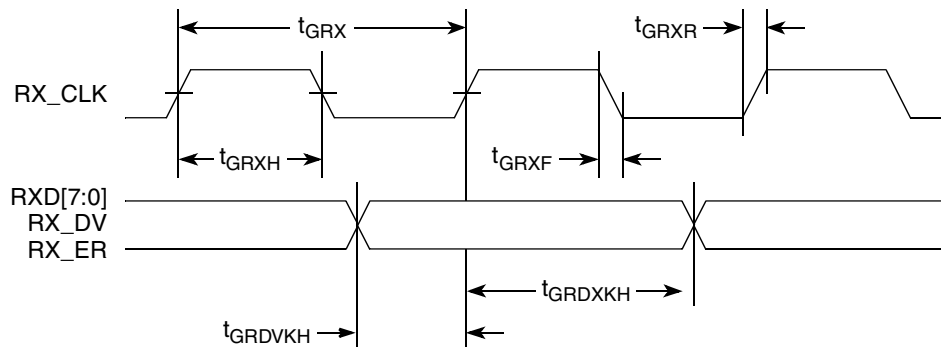 tGRX
tGRXR
RX_CLK
tGRXH
tGRXF
RXD[7:0]
RX_DV
RX_ER
tGRDXKH
tGRDVKH